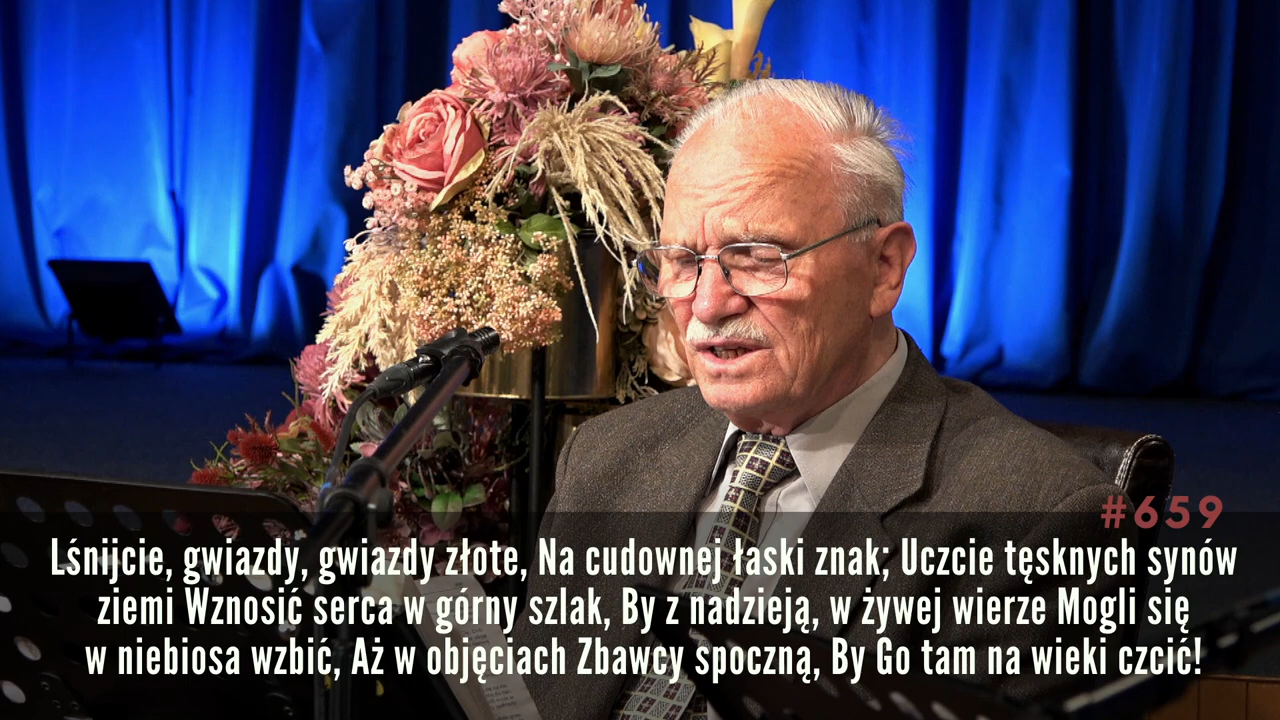 #659
Lśnijcie, gwiazdy, gwiazdy złote, Na cudownej łaski znak; Uczcie tęsknych synów
ziemi Wznosić serca w górny szlak, By z nadzieją, w żywej wierze Mogli się
w niebiosa wzbić, Aż w objęciach Zbawcy spoczną, By Go tam na wieki czcić!